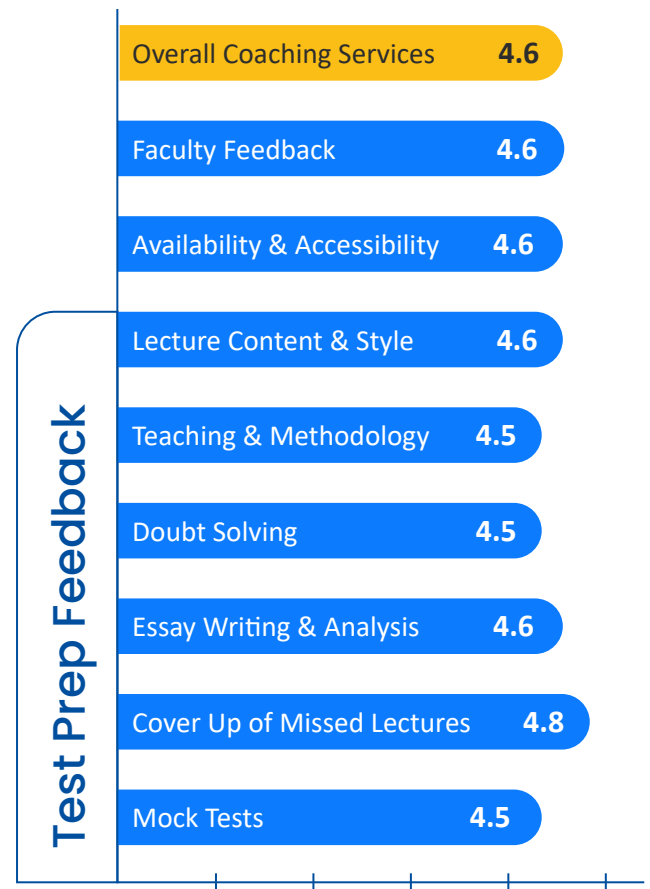 Overall Coaching Services 4.6
Faculty Feedback 4.6
Availability & Accessibility 4.6
Lecture Content & Style 4.6
Teaching & Methodology 4.5
Doubt Solving 4.5
Essay Writing & Analysis 4.6
Cover Up of Missed Lectures 4.8
Mock Tests 4.5
Test Prep Feedback